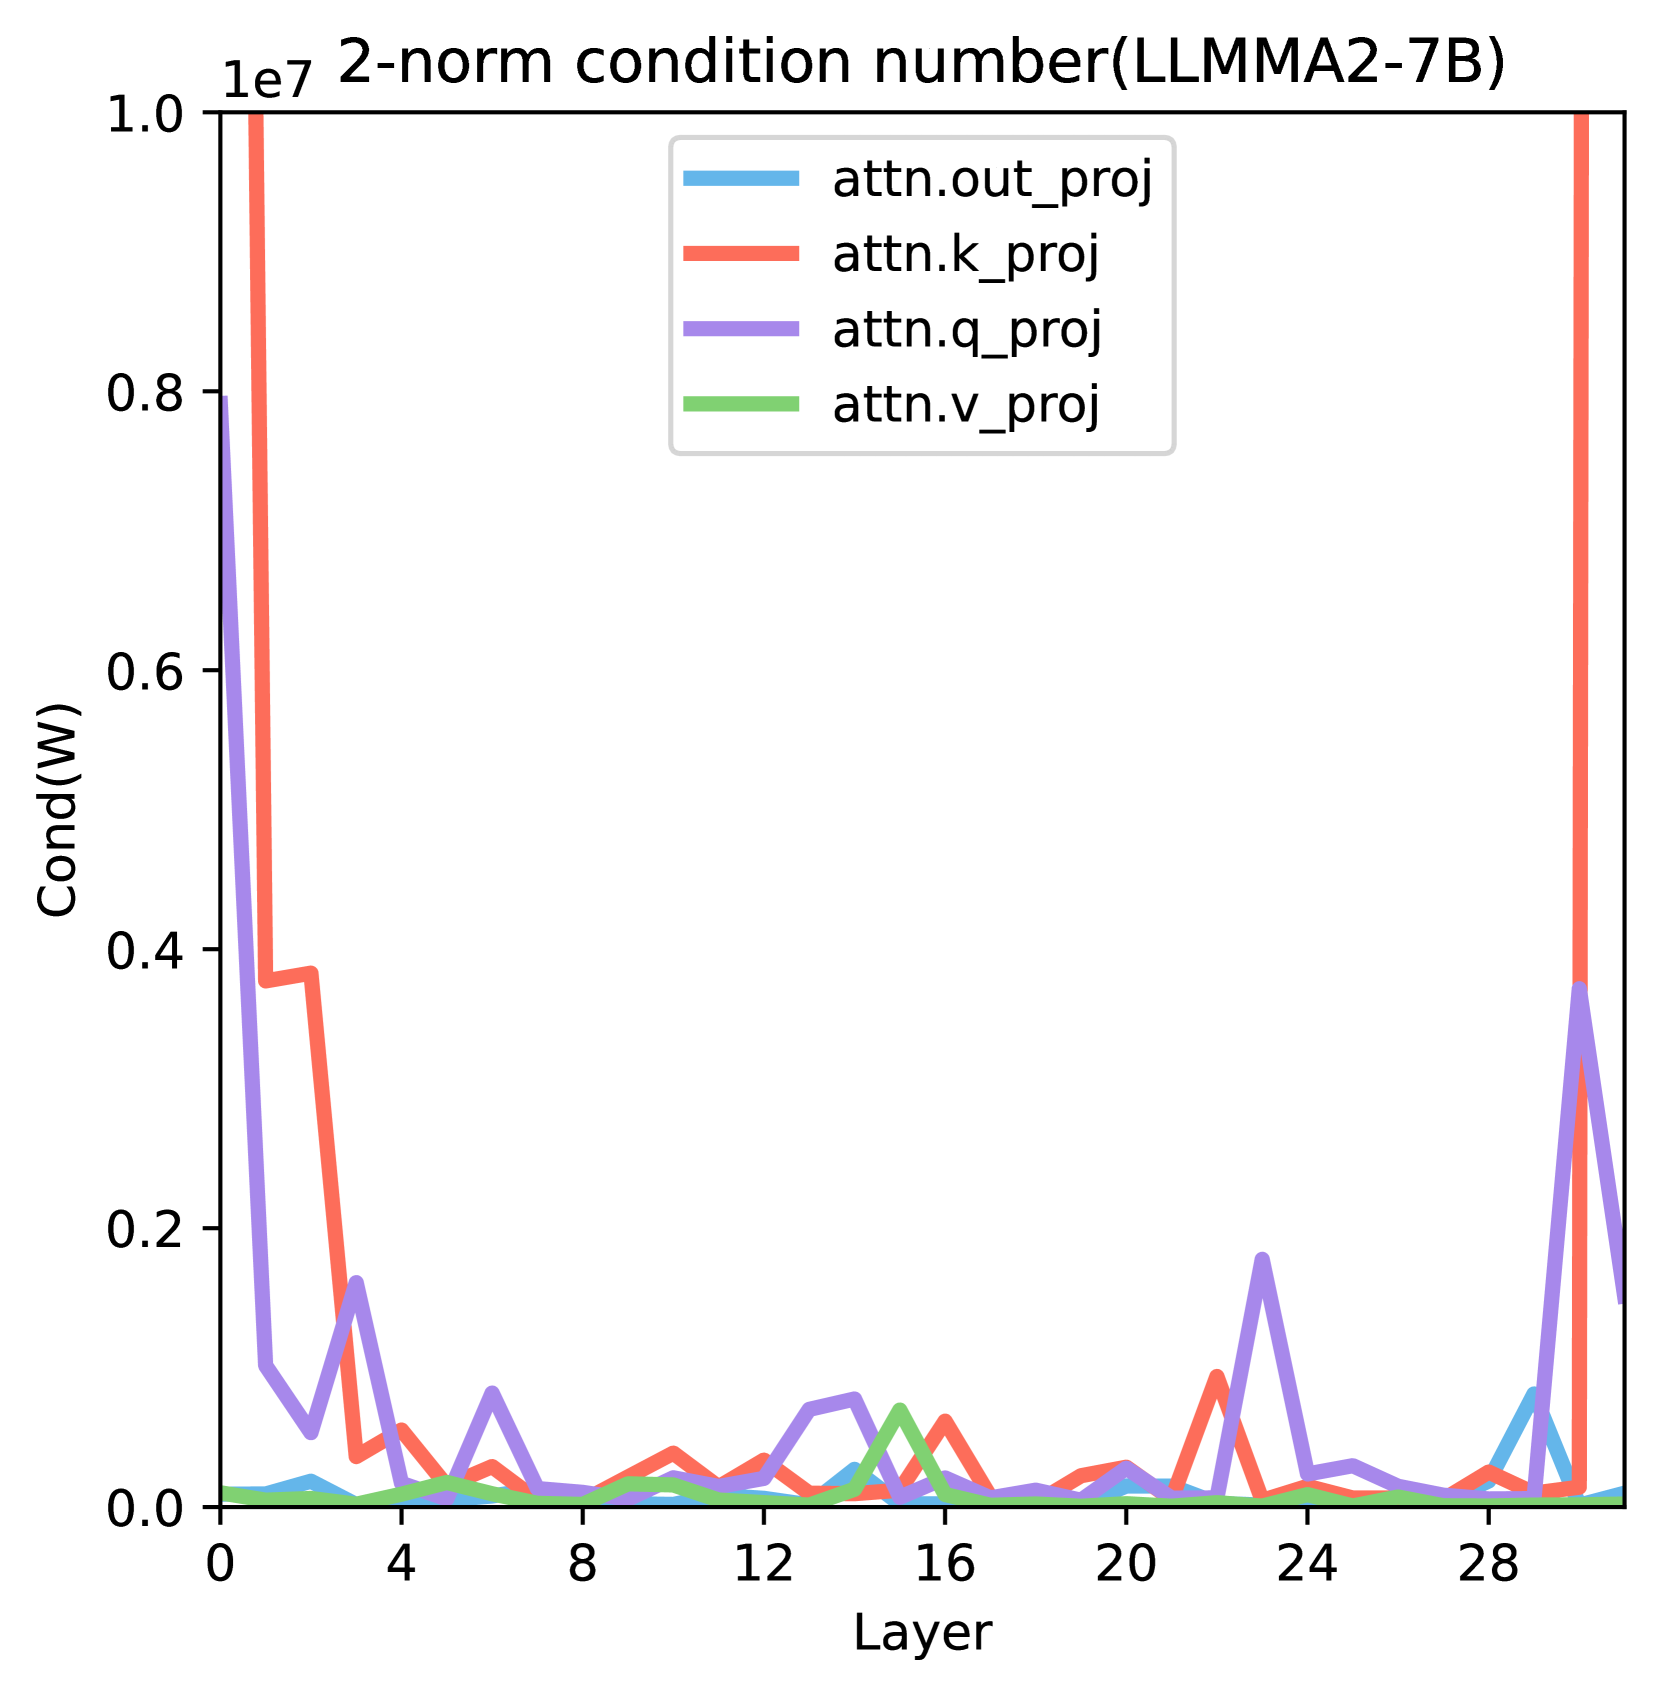 2-norm condition number(LLMMA2-7B)
1e7
1.0
0.8
0.6
0.4
0.2
0.0
Cond(W)
attn.out_proj
attn.k_proj
attn.q_proj
attn.v_proj
0 4 8 12 16 20 24 28
Layer